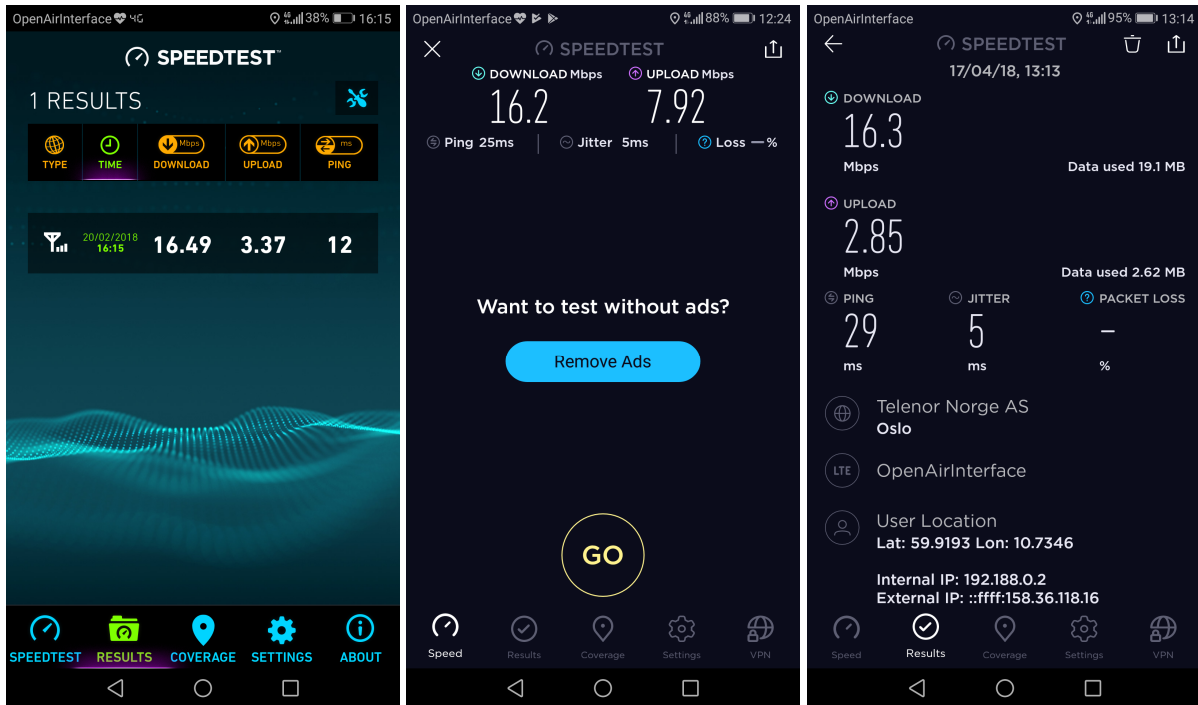 OpenAirInterface 4G 4G 38% 16:15
SPEEDTEST™
1 RESULTS
Mbps Mbps ms
TYPE TIME DOWNLOAD UPLOAD PING
20/02/2018
16:15
16.49 3.37 12
SPEEDTEST RESULTS COVERAGE SETTINGS ABOUT
OpenAirInterface 4G 88% 12:24
SPEEDTEST
DOWNLOAD Mbps UPLOAD Mbps
16.2 7.92
Ping 25ms Jitter 5ms ? Loss — %
Want to test without ads?
Remove Ads
GO
Speed Results Coverage Settings VPN
OpenAirInterface 4G 95% 13:14
SPEEDTEST
17/04/18, 13:13
DOWNLOAD
16.3
Mbps Data used 19.1 MB
UPLOAD
2.85
Mbps Data used 2.62 MB
PING JITTER ? PACKET LOSS
29 5 –
ms ms %
Telenor Norge AS
Oslo
LTE OpenAirInterface
User Location
Lat: 59.9193 Lon: 10.7346
Internal IP: 192.188.0.2
External IP: ::ffff:158.36.118.16
Speed Results Coverage Settings VPN